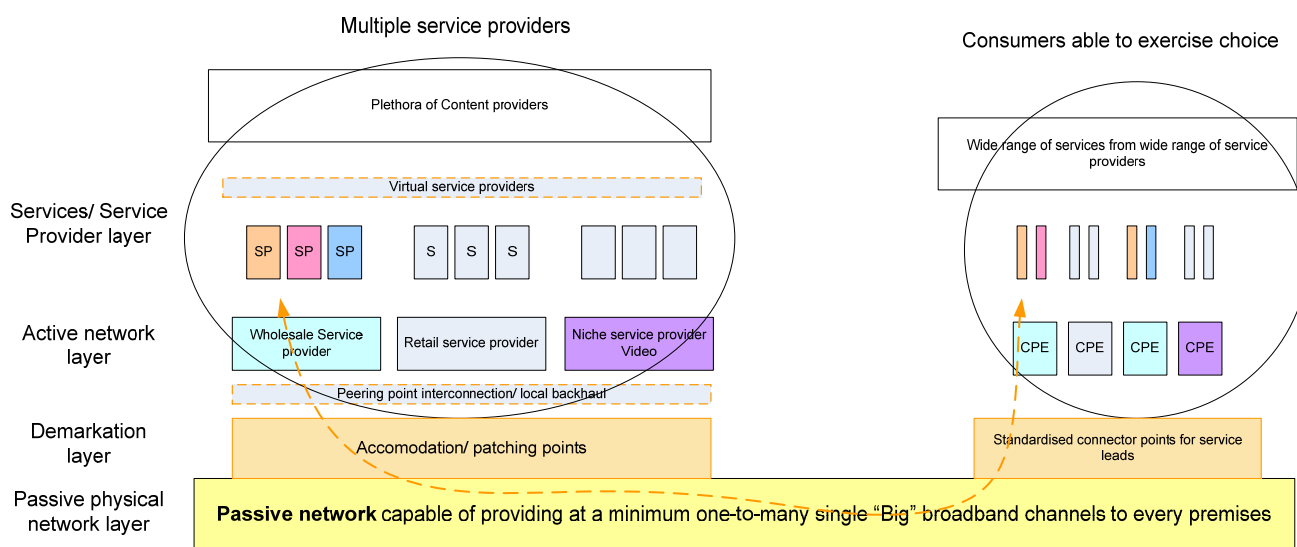 Multiple service providers
Consumers able to exercise choice
Plethora of Content providers
Wide range of services from wide range of service
providers
Virtual service providers
Services/ Service
Provider layer
SP SP SP S S S
Active network
layer
Wholesale Service
provider
Retail service provider
Niche service provider
Video
CPE CPE CPE CPE
Peering point interconnection/ local backhaul
Demarkation
layer
Accomodation/ patching points
Standardised connector points for service
leads
Passive physical
network layer
Passive network capable of providing at a minimum one-to-many single “Big” broadband channels to every premises